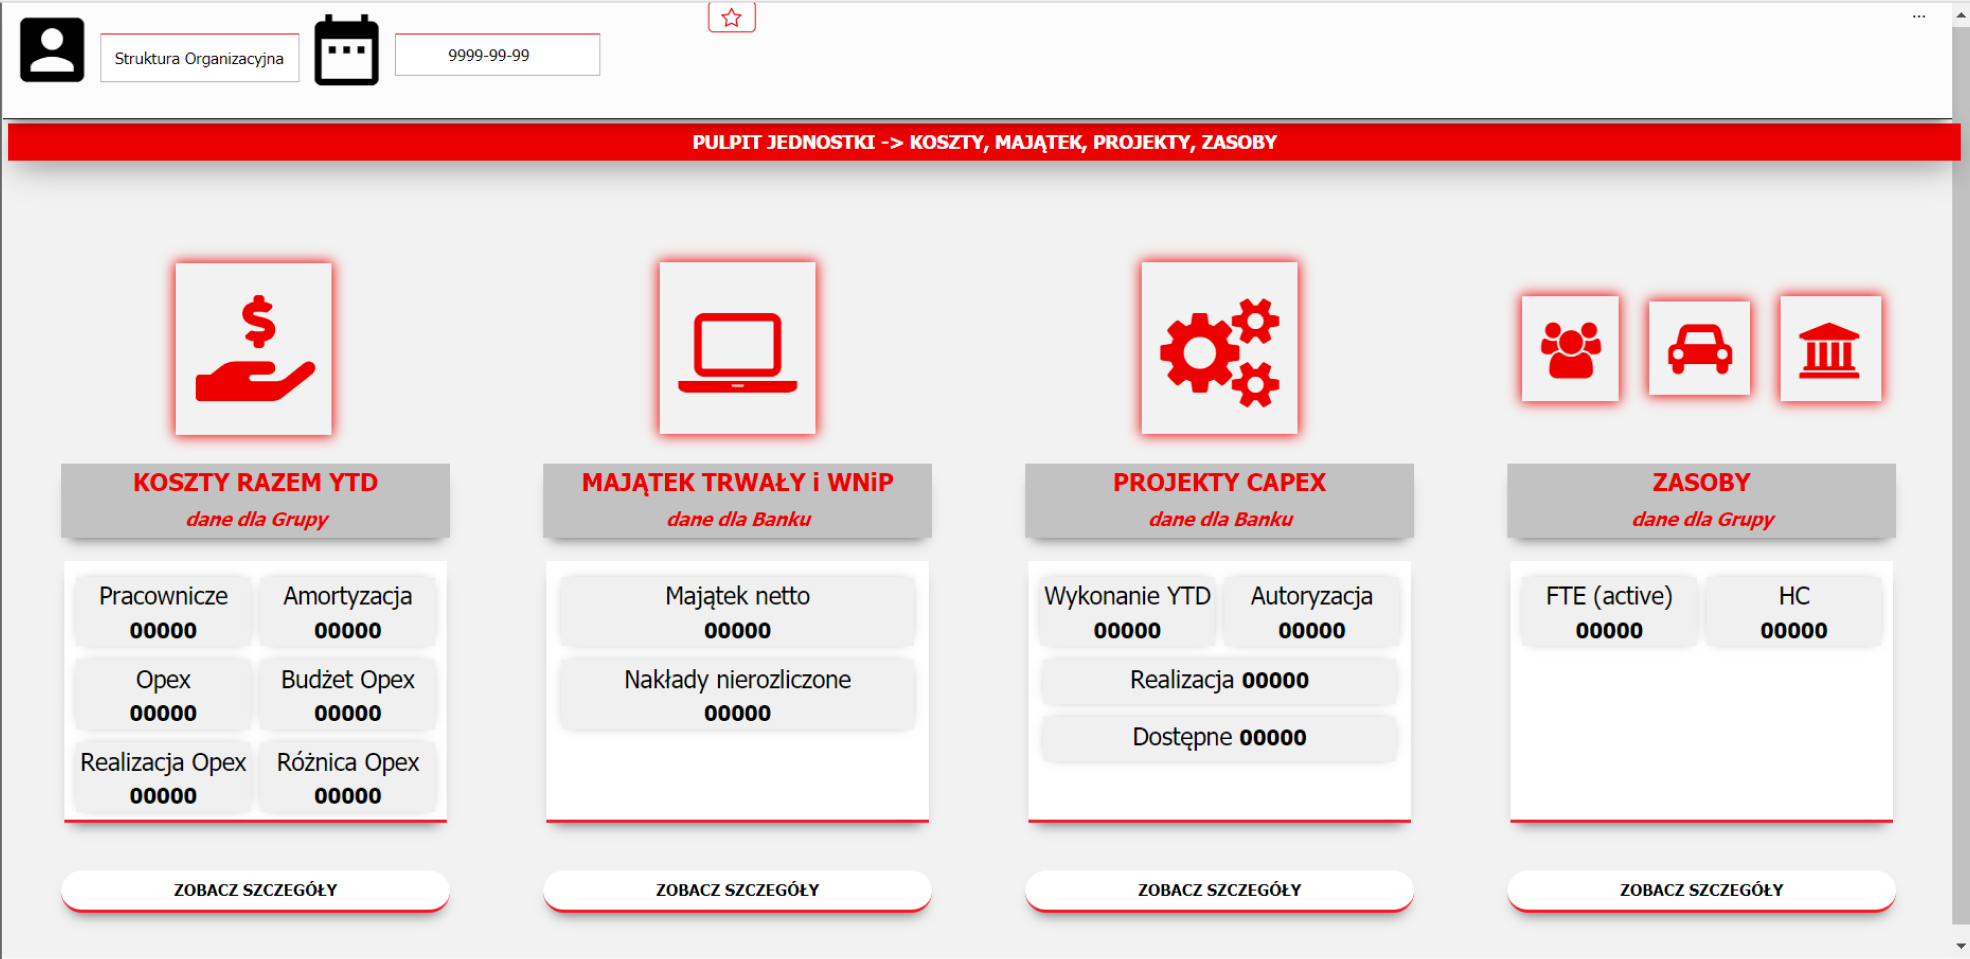 Struktura Organizacyjna
9999-99-99
...
PULPIT JEDNOSTKI -> KOSZTY, MAJĄTEK, PROJEKTY, ZASOBY
KOSZTY RAZEM YTD
dane dla Grupy
Pracownicze
00000
Amortyzacja
00000
Opex
00000
Budżet Opex
00000
Realizacja Opex
00000
Różnica Opex
00000
ZOBACZ SZCZEGÓŁY
MAJĄTEK TRWAŁY i WNiP
dane dla Banku
Majątek netto
00000
Nakłady nierozliczone
00000
ZOBACZ SZCZEGÓŁY
PROJEKTY CAPEX
dane dla Banku
Wykonanie YTD
00000
Autoryzacja
00000
Realizacja 00000
Dostępne 00000
ZOBACZ SZCZEGÓŁY
ZASOBY
dane dla Grupy
FTE (active)
00000
HC
00000
ZOBACZ SZCZEGÓŁY